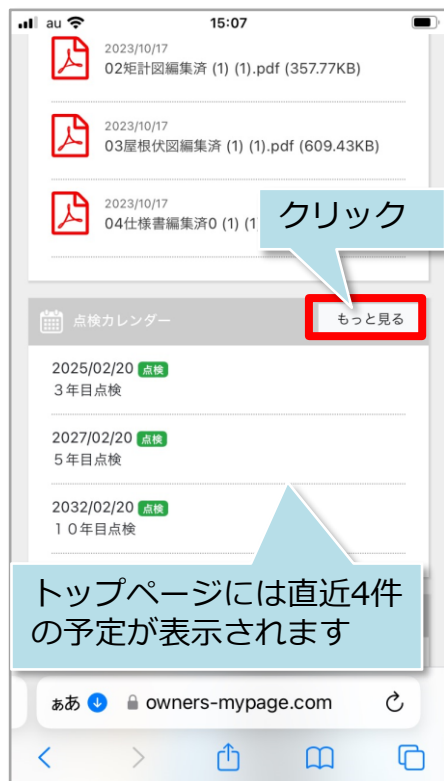 au 15:07
2023/10/17
02矩計図編集済 (1) (1).pdf (357.77KB)
2023/10/17
03屋根伏図編集済 (1) (1).pdf (609.43KB)
2023/10/17
04仕様書編集済0 (1) (1
クリック
点検カレンダー
もっと見る
2025/02/20 点検
3年目点検
2027/02/20 点検
5年目点検
2032/02/20 点検
10年目点検
トップページには直近4件
の予定が表示されます
ぁあ owners-mypage.com